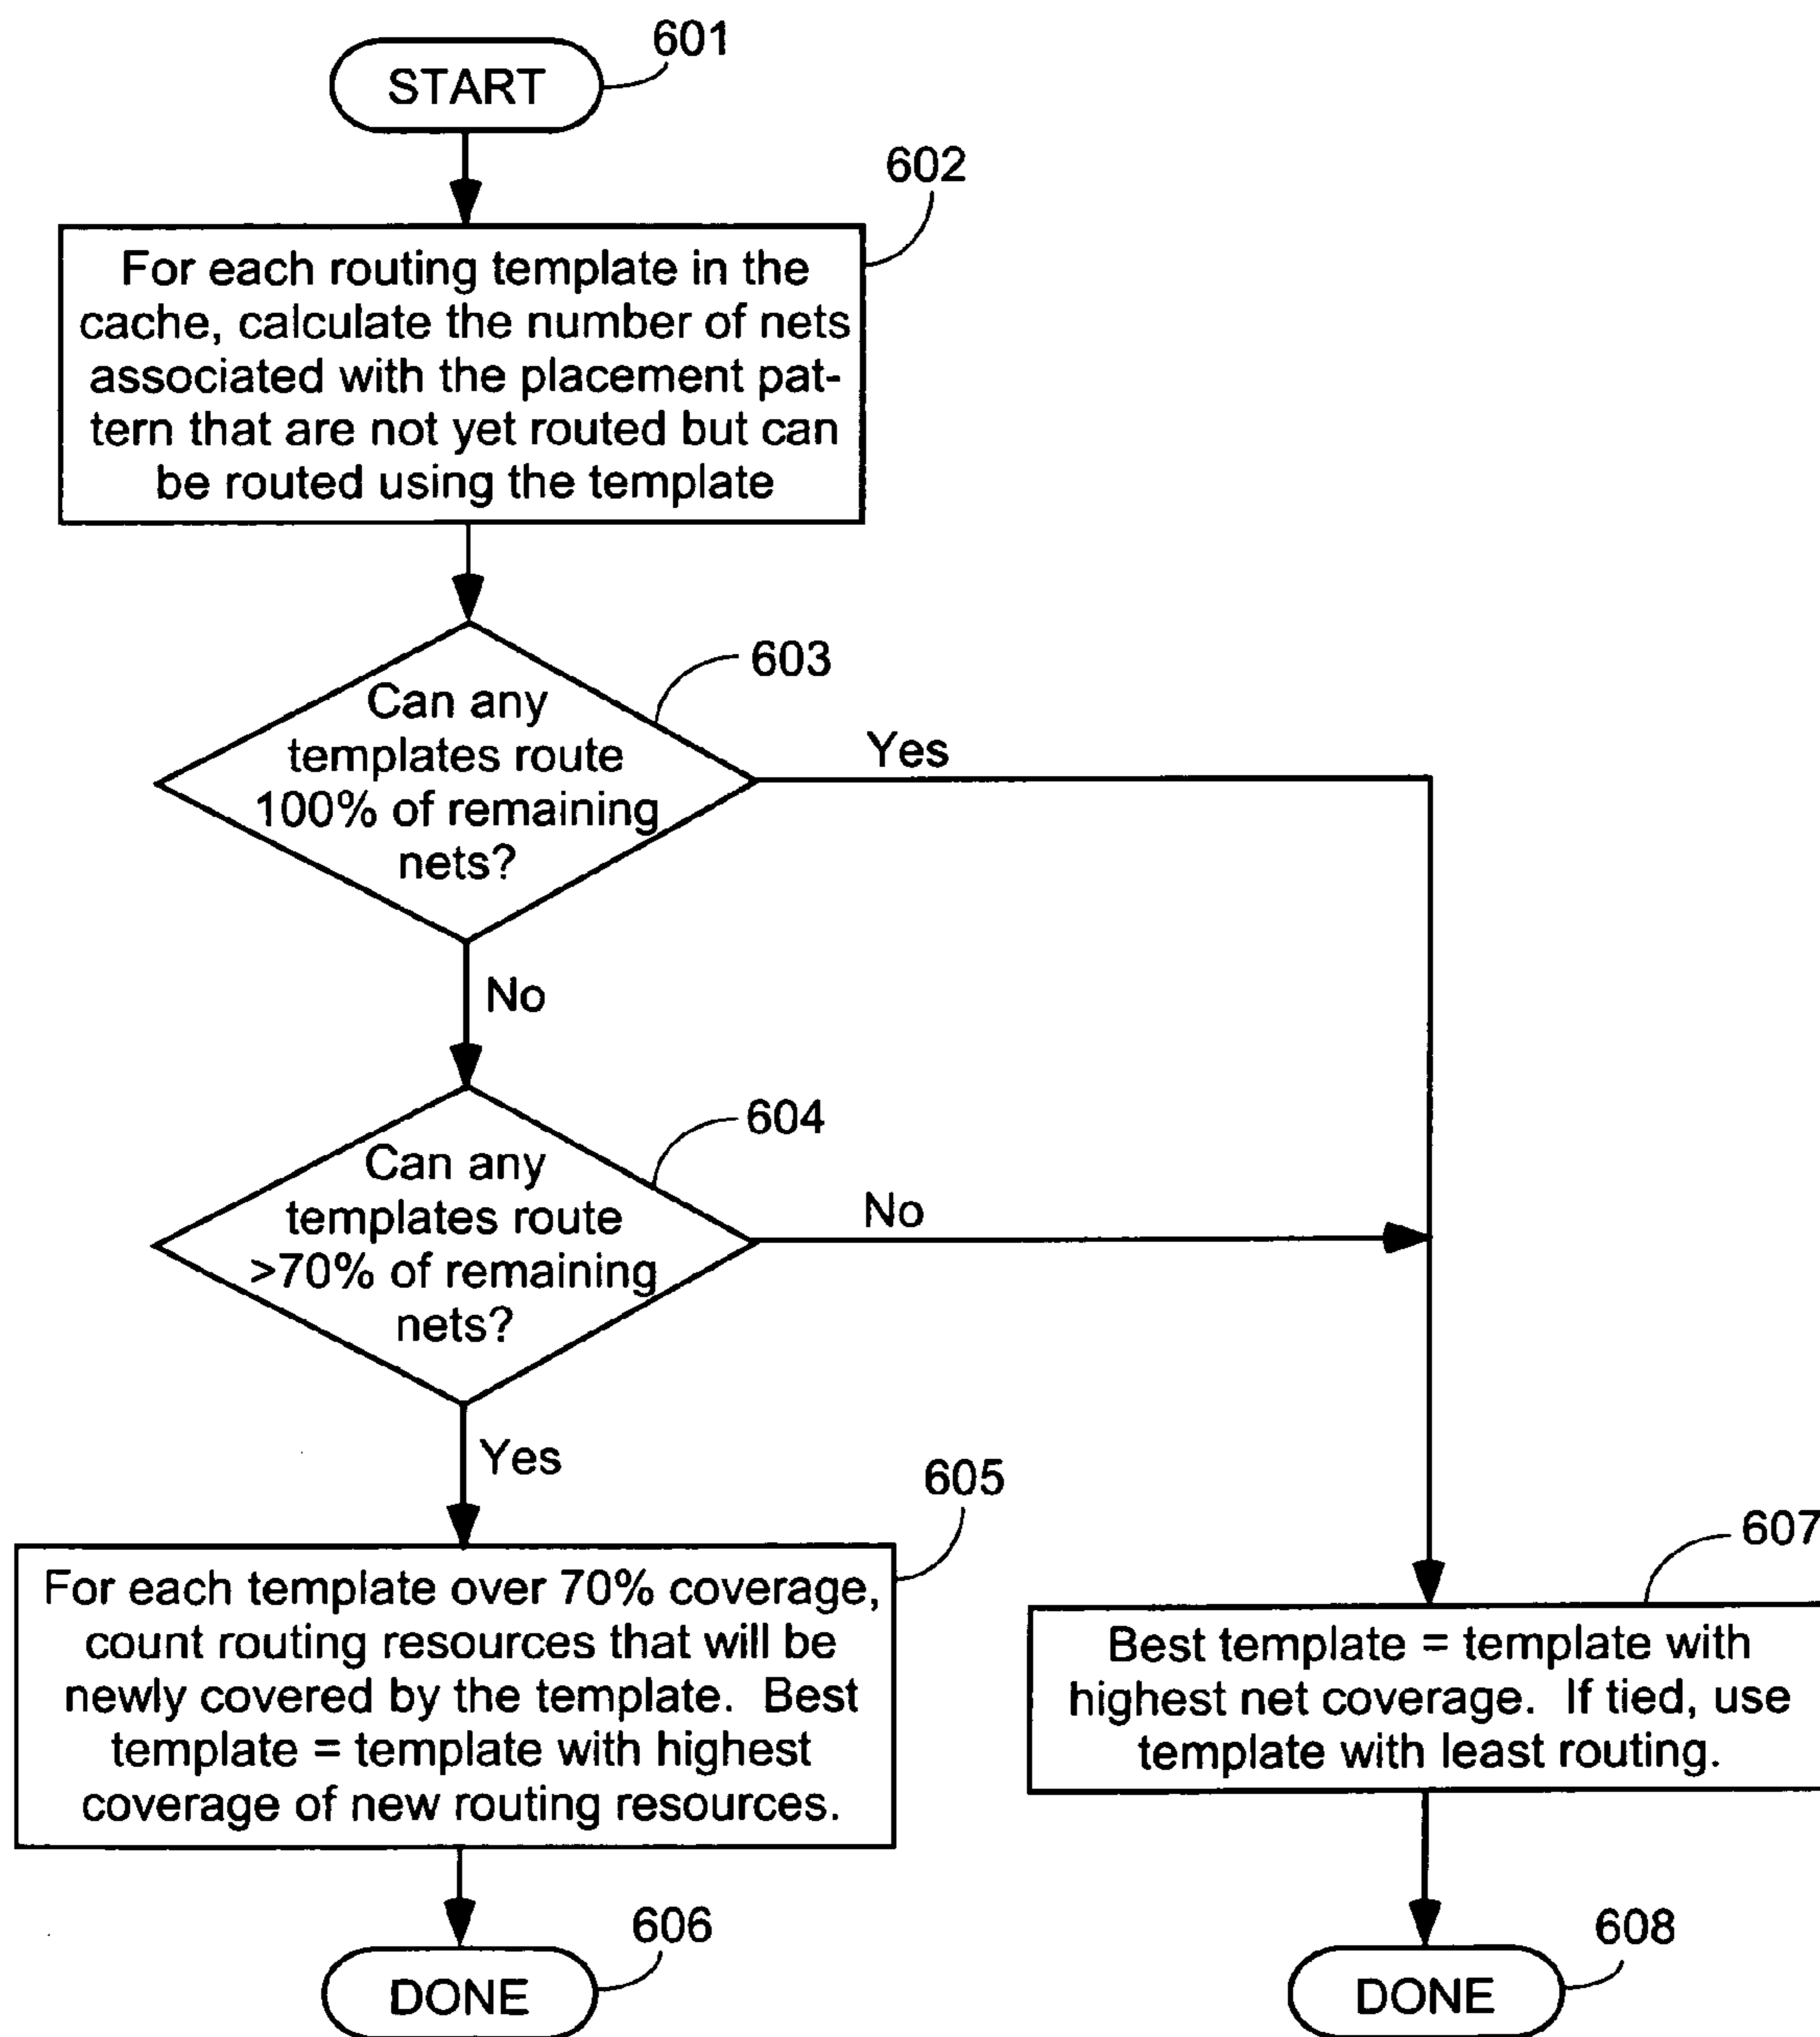 601
START
602
For each routing template in the
cache, calculate the number of nets
associated with the placement pat-
tern that are not yet routed but can
be routed using the template
603
Can any
templates route
100% of remaining
nets?
Yes
No
604
Can any
templates route
>70% of remaining
nets?
No
Yes
605
For each template over 70% coverage,
count routing resources that will be
newly covered by the template. Best
template = template with highest
coverage of new routing resources.
607
Best template = template with
highest net coverage. If tied, use
template with least routing.
606
DONE
608
DONE